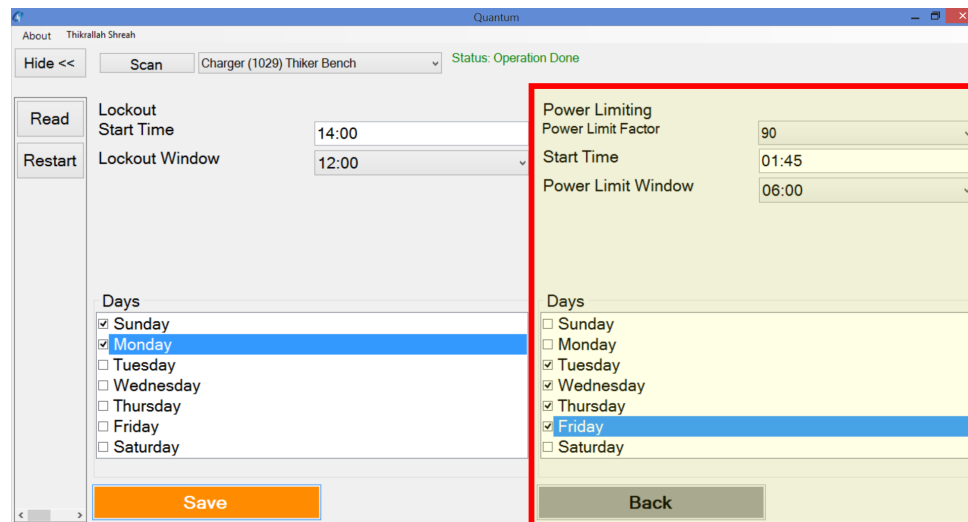 Quantum
About Thikrallah Shreah
Hide << Scan Charger (1029) Thiker Bench Status: Operation Done
Read
Restart
Lockout
Start Time 14:00
Lockout Window 12:00
Days
Sunday
Monday
Tuesday
Wednesday
Thursday
Friday
Saturday
Save
Power Limiting
Power Limit Factor 90
Start Time 01:45
Power Limit Window 06:00
Days
Sunday
Monday
Tuesday
Wednesday
Thursday
Friday
Saturday
Back